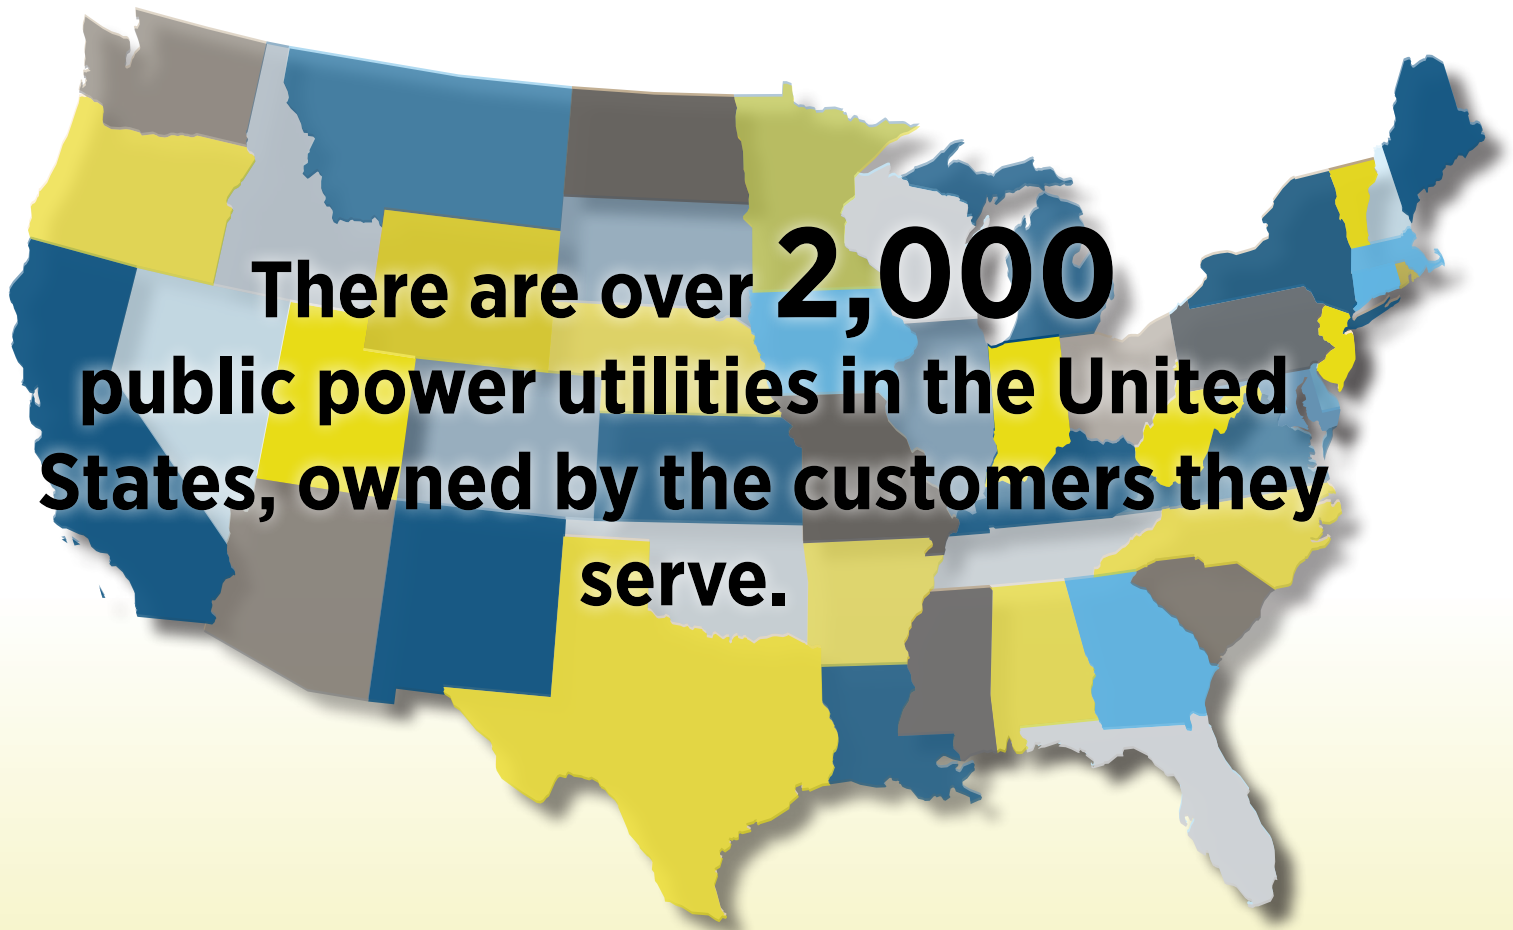 There are over 2,000
public power utilities in the United
States, owned by the customers they
serve.